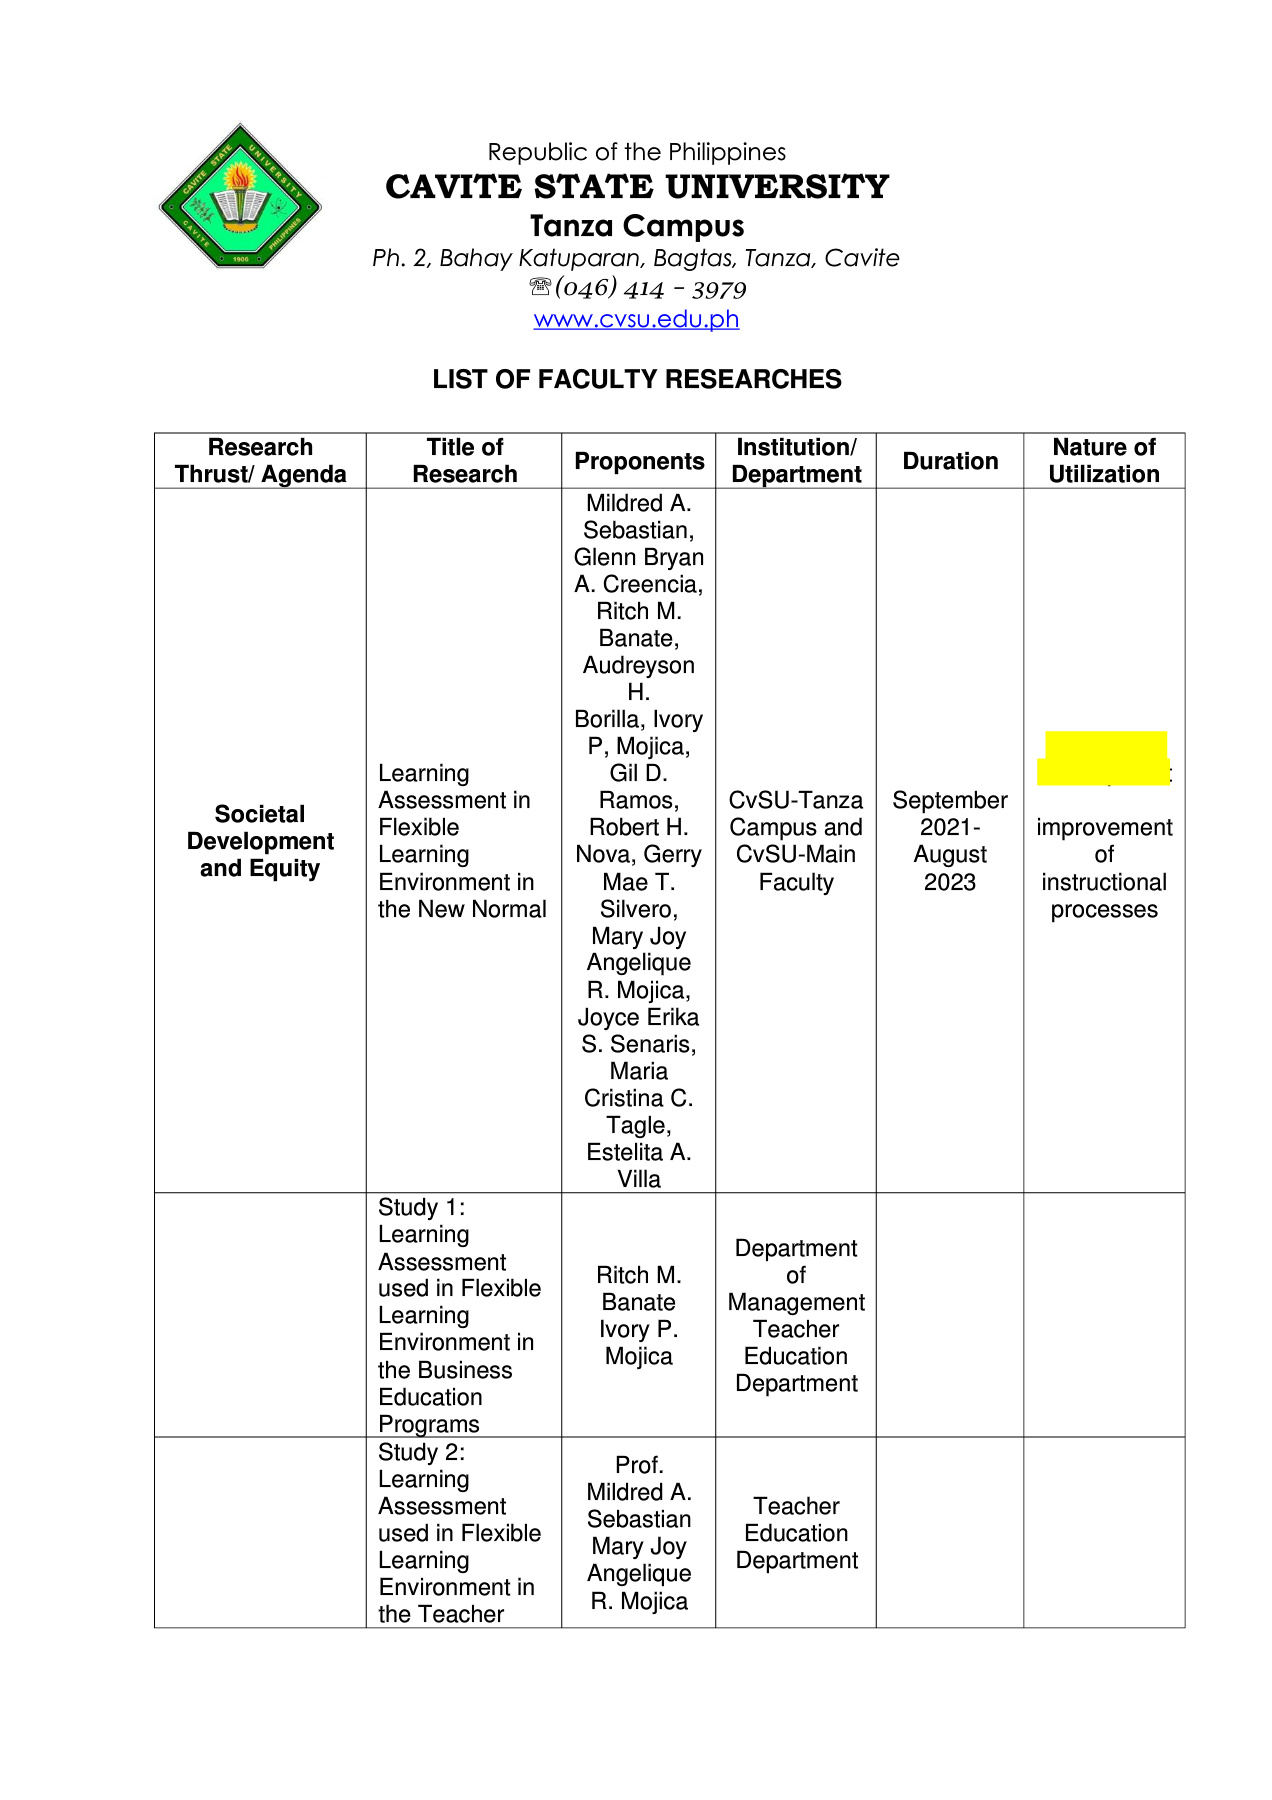 CAVITE STATE UNIVERSITY
CAVITE PHILIPPINES
1906
Republic of the Philippines
CAVITE STATE UNIVERSITY
Tanza Campus
Ph. 2, Bahay Katuparan, Bagtas, Tanza, Cavite
☏(046) 414 – 3979
www.cvsu.edu.ph
LIST OF FACULTY RESEARCHES
Research
Thrust/ Agenda
Title of
Research
Proponents
Institution/
Department
Duration
Nature of
Utilization
Societal
Development
and Equity
Learning
Assessment in
Flexible
Learning
Environment in
the New Normal
Mildred A.
Sebastian,
Glenn Bryan
A. Creencia,
Ritch M.
Banate,
Audreyson
H.
Borilla, Ivory
P, Mojica,
Gil D.
Ramos,
Robert H.
Nova, Gerry
Mae T.
Silvero,
Mary Joy
Angelique
R. Mojica,
Joyce Erika
S. Senaris,
Maria
Cristina C.
Tagle,
Estelita A.
Villa
CvSU-Tanza
Campus and
CvSU-Main
Faculty
September
2021-
August
2023
improvement
of
instructional
processes
Study 1:
Learning
Assessment
used in Flexible
Learning
Environment in
the Business
Education
Programs
Ritch M.
Banate
Ivory P.
Mojica
Department
of
Management
Teacher
Education
Department
Study 2:
Learning
Assessment
used in Flexible
Learning
Environment in
the Teacher
Prof.
Mildred A.
Sebastian
Mary Joy
Angelique
R. Mojica
Teacher
Education
Department